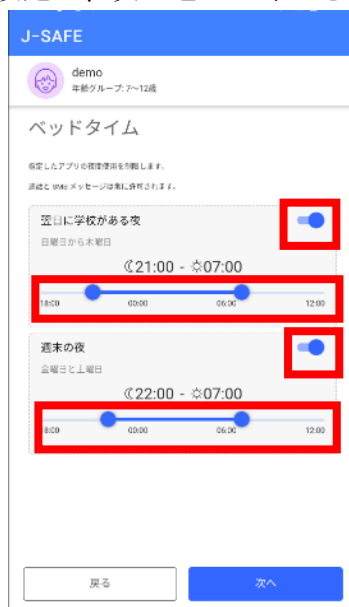 J-SAFE
demo
年齢グループ: 7〜12歳
ベッドタイム
指定したアプリの夜間使用を制限します。
通話と SMS メッセージは常に許可されます。
翌日に学校がある夜
日曜日から木曜日
21:00 - 07:00
18:00 00:00 06:00 12:00
週末の夜
金曜日と土曜日
22:00 - 07:00
8:00 00:00 06:00 12:00
戻る
次へ